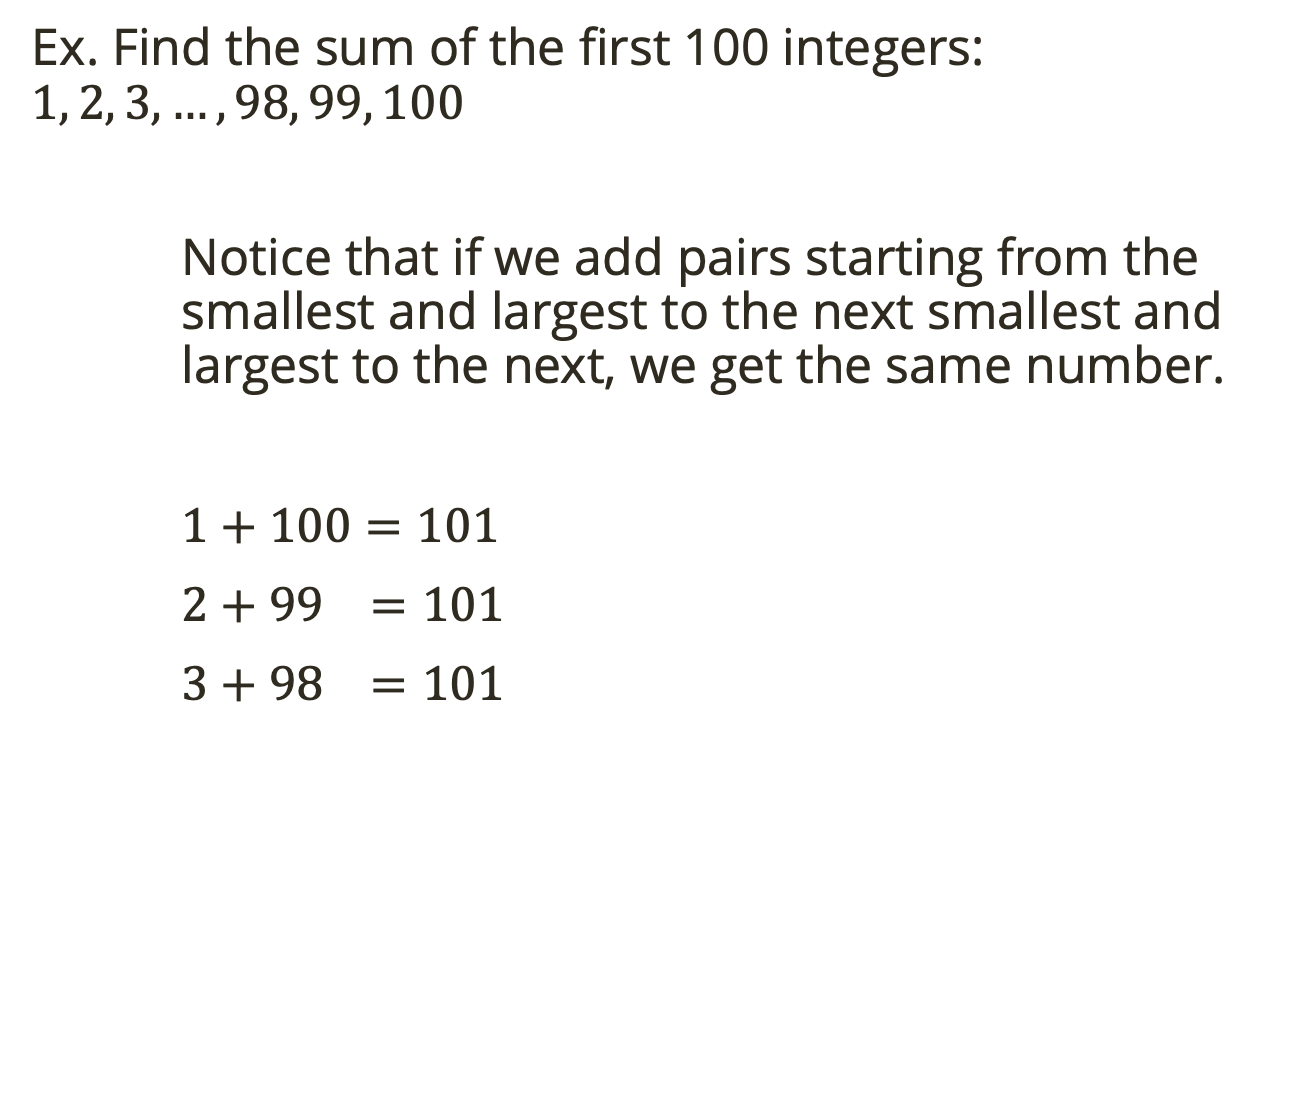 Ex. Find the sum of the first 100 integers:
1, 2, 3, … , 98, 99, 100
Notice that if we add pairs starting from the
smallest and largest to the next smallest and
largest to the next, we get the same number.
1 + 100 = 101
2 + 99 = 101
3 + 98 = 101